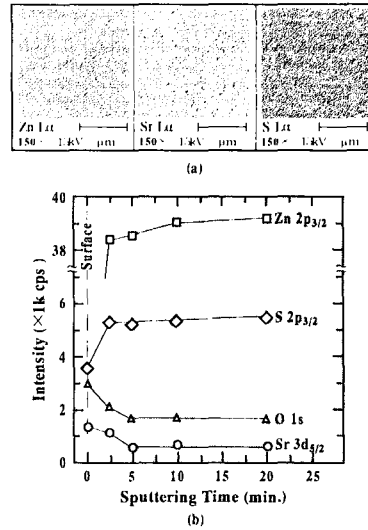 Zn Lα Sr Lα S Lα
150× 15kV μm 150× 15kV μm 150× 15kV μm
(a)
40
38
6
4
2
0
Intensity (×1k cps)
Surface
Zn 2p3/2
S 2p3/2
O 1s
Sr 3d5/2
0 5 10 15 20 25
Sputtering Time (min.)
(b)